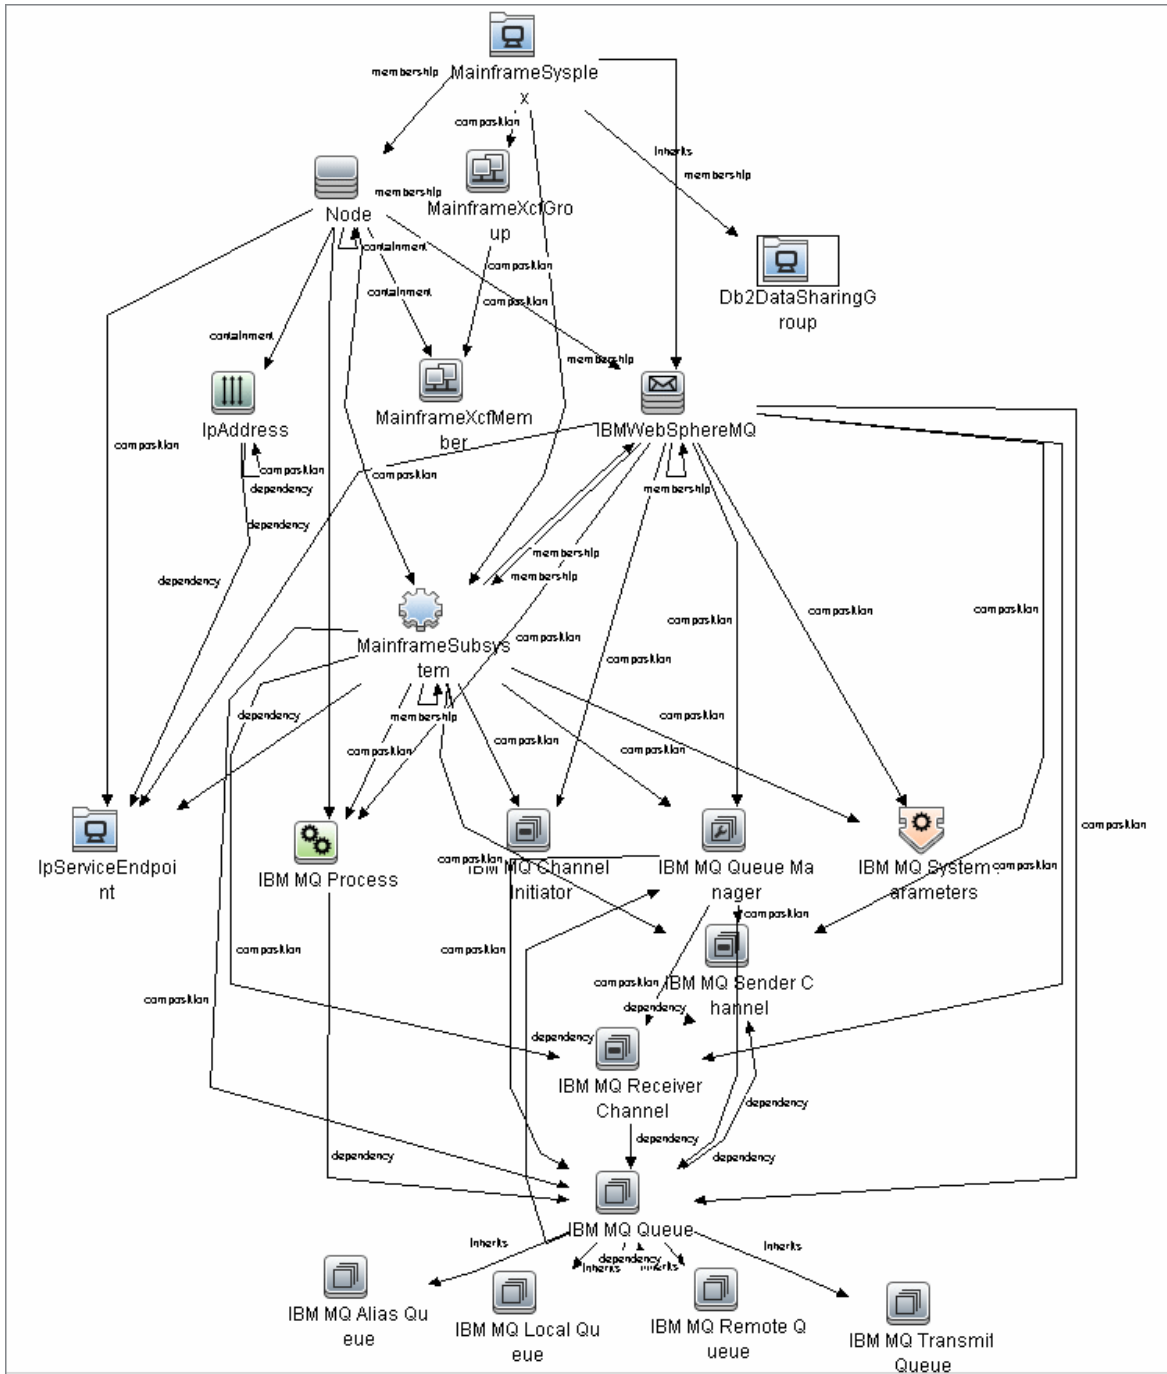 MainframeSysple
x
membership
composition
inherits
membership
Node
membership
MainframeXcfGro
up
containment
composition
containment
composition
Db2DataSharingG
roup
containment
membership
IpAddress
MainframeXcfMem
ber
IBMWebSphereMQ
composition
composition
dependency
composition
membership
dependency
membership
dependency
membership
composition
composition
composition
composition
MainframeSubsys
tem
dependency
membership
composition
composition
composition
composition
IpServiceEndpoi
nt
IBM MQ Process
IBM MQ Channel
Initiator
IBM MQ Queue Ma
nager
IBM MQ System
arameters
composition
composition
composition
composition
composition
composition
IBM MQ Sender C
hannel
composition
composition
dependency
dependency
IBM MQ Receiver
Channel
dependency
dependency
dependency
dependency
IBM MQ Queue
inherits
dependency
inherits
inherits
inherits
IBM MQ Alias Qu
eue
IBM MQ Local Qu
eue
IBM MQ Remote Q
ueue
IBM MQ Transmit
Queue